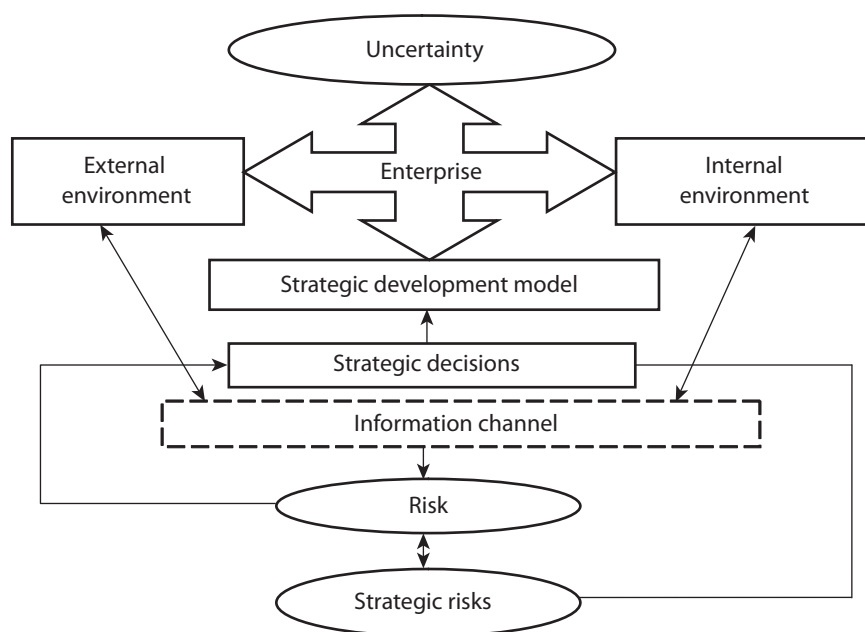 Uncertainty
External
environment
Enterprise
Internal
environment
Strategic development model
Strategic decisions
Information channel
Risk
Strategic risks